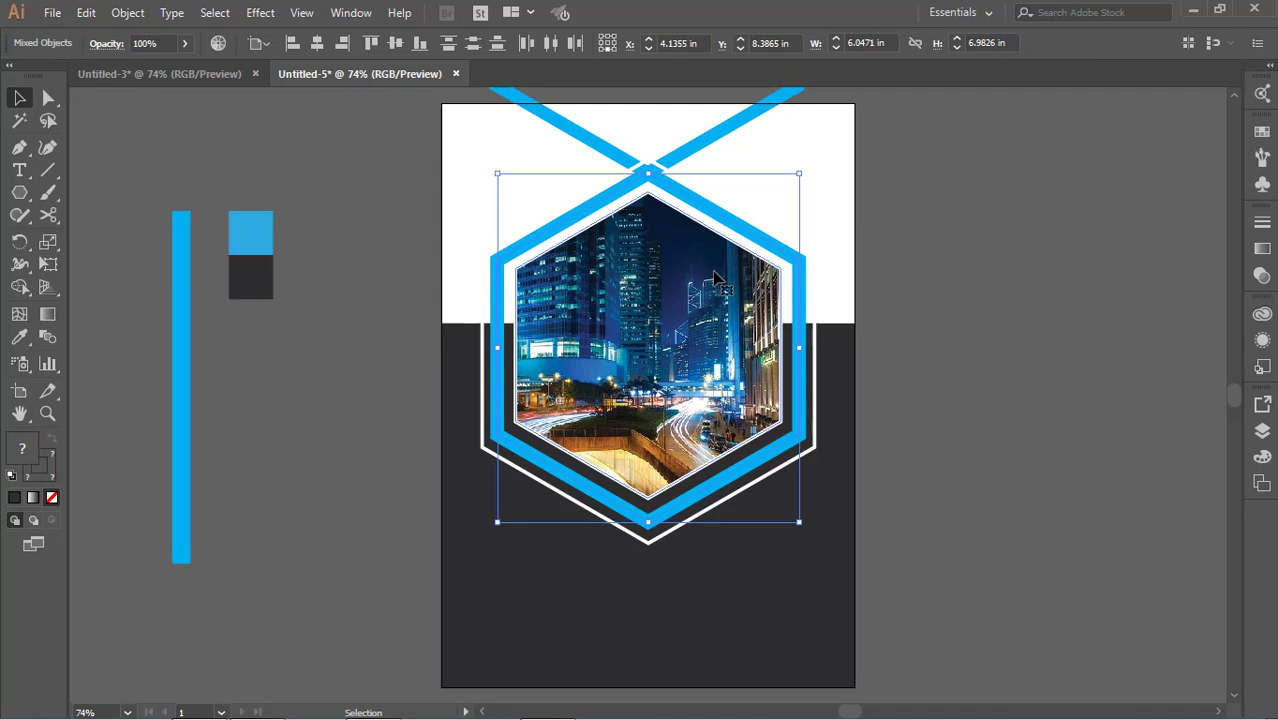 Ai File Edit Object Type Select Effect View Window Help Br St Essentials Search Adobe Stock
Mixed Objects Opacity: 100% X: 4.1355 in Y: 8.3865 in W: 6.0471 in H: 6.9826 in
Untitled-3* @ 74% (RGB/Preview) × Untitled-5* @ 74% (RGB/Preview) ×
T
?
?
? ?
74% 1 Selection